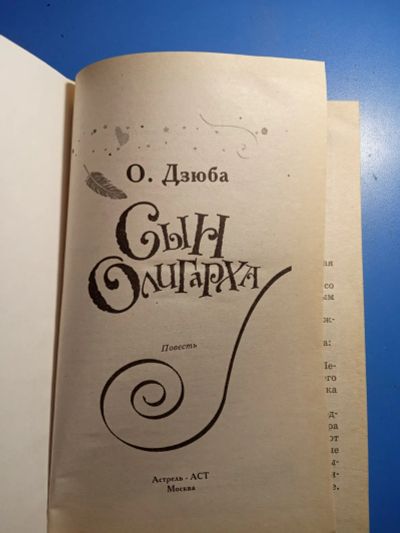 О. Дзюба
Сын
Олигарха
Повесть
Астрель - АСТ
Москва